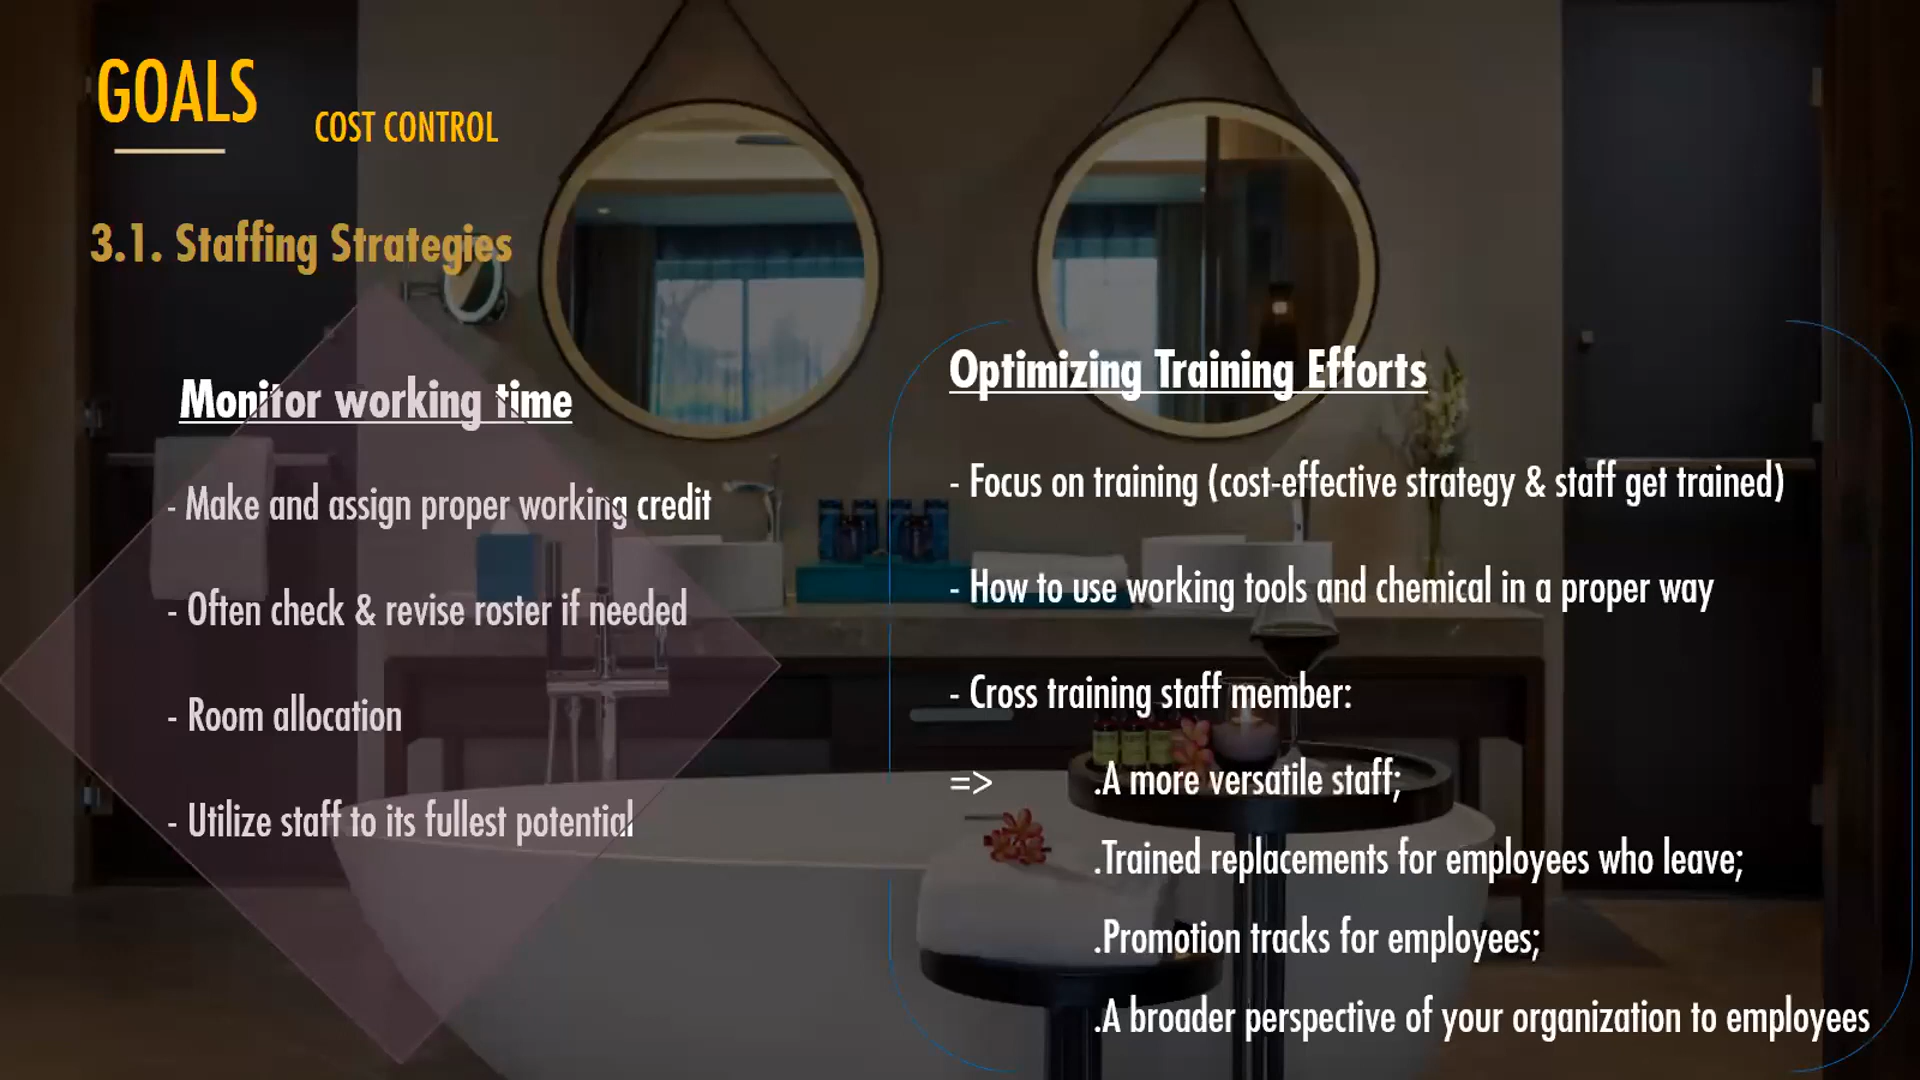 GOALS
COST CONTROL
3.1. Staffing Strategies
Monitor working time
- Make and assign proper working credit
- Often check & revise roster if needed
- Room allocation
- Utilize staff to its fullest potential
Optimizing Training Efforts
- Focus on training (cost-effective strategy & staff get trained)
- How to use working tools and chemical in a proper way
- Cross training staff member:
=> .A more versatile staff;
.Trained replacements for employees who leave;
.Promotion tracks for employees;
.A broader perspective of your organization to employees